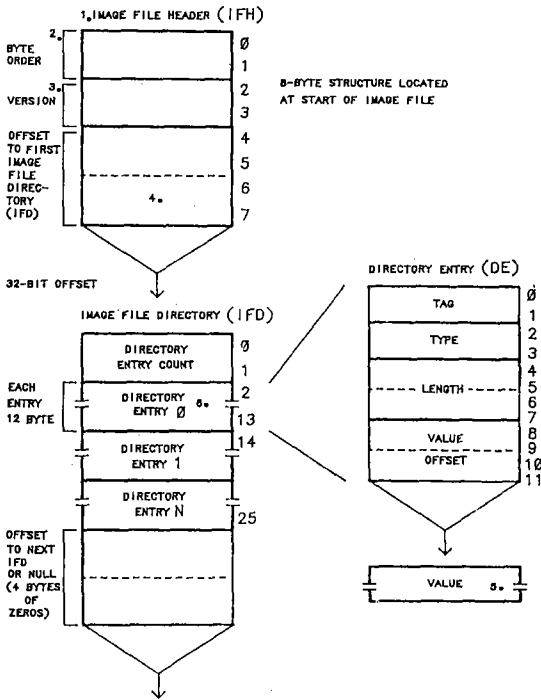 1. IMAGE FILE HEADER (IFH)
2.
BYTE
ORDER
0
1
3.
VERSION
2
3
8-BYTE STRUCTURE LOCATED
AT START OF IMAGE FILE
OFFSET
TO FIRST
IMAGE
FILE
DIREC-
TORY
(IFD)
4
5
6
7
4.
32-BIT OFFSET
IMAGE FILE DIRECTORY (IFD)
DIRECTORY
ENTRY COUNT
0
1
EACH
ENTRY
12 BYTE
DIRECTORY
ENTRY 0
2
13
DIRECTORY
ENTRY 1
14
DIRECTORY
ENTRY N
25
OFFSET
TO NEXT
IFD
OR NULL
(4 BYTES
OF
ZEROS)
DIRECTORY ENTRY (DE)
TAG
0
1
TYPE
2
3
LENGTH
4
5
6
7
VALUE
OFFSET
8
9
10
11
VALUE